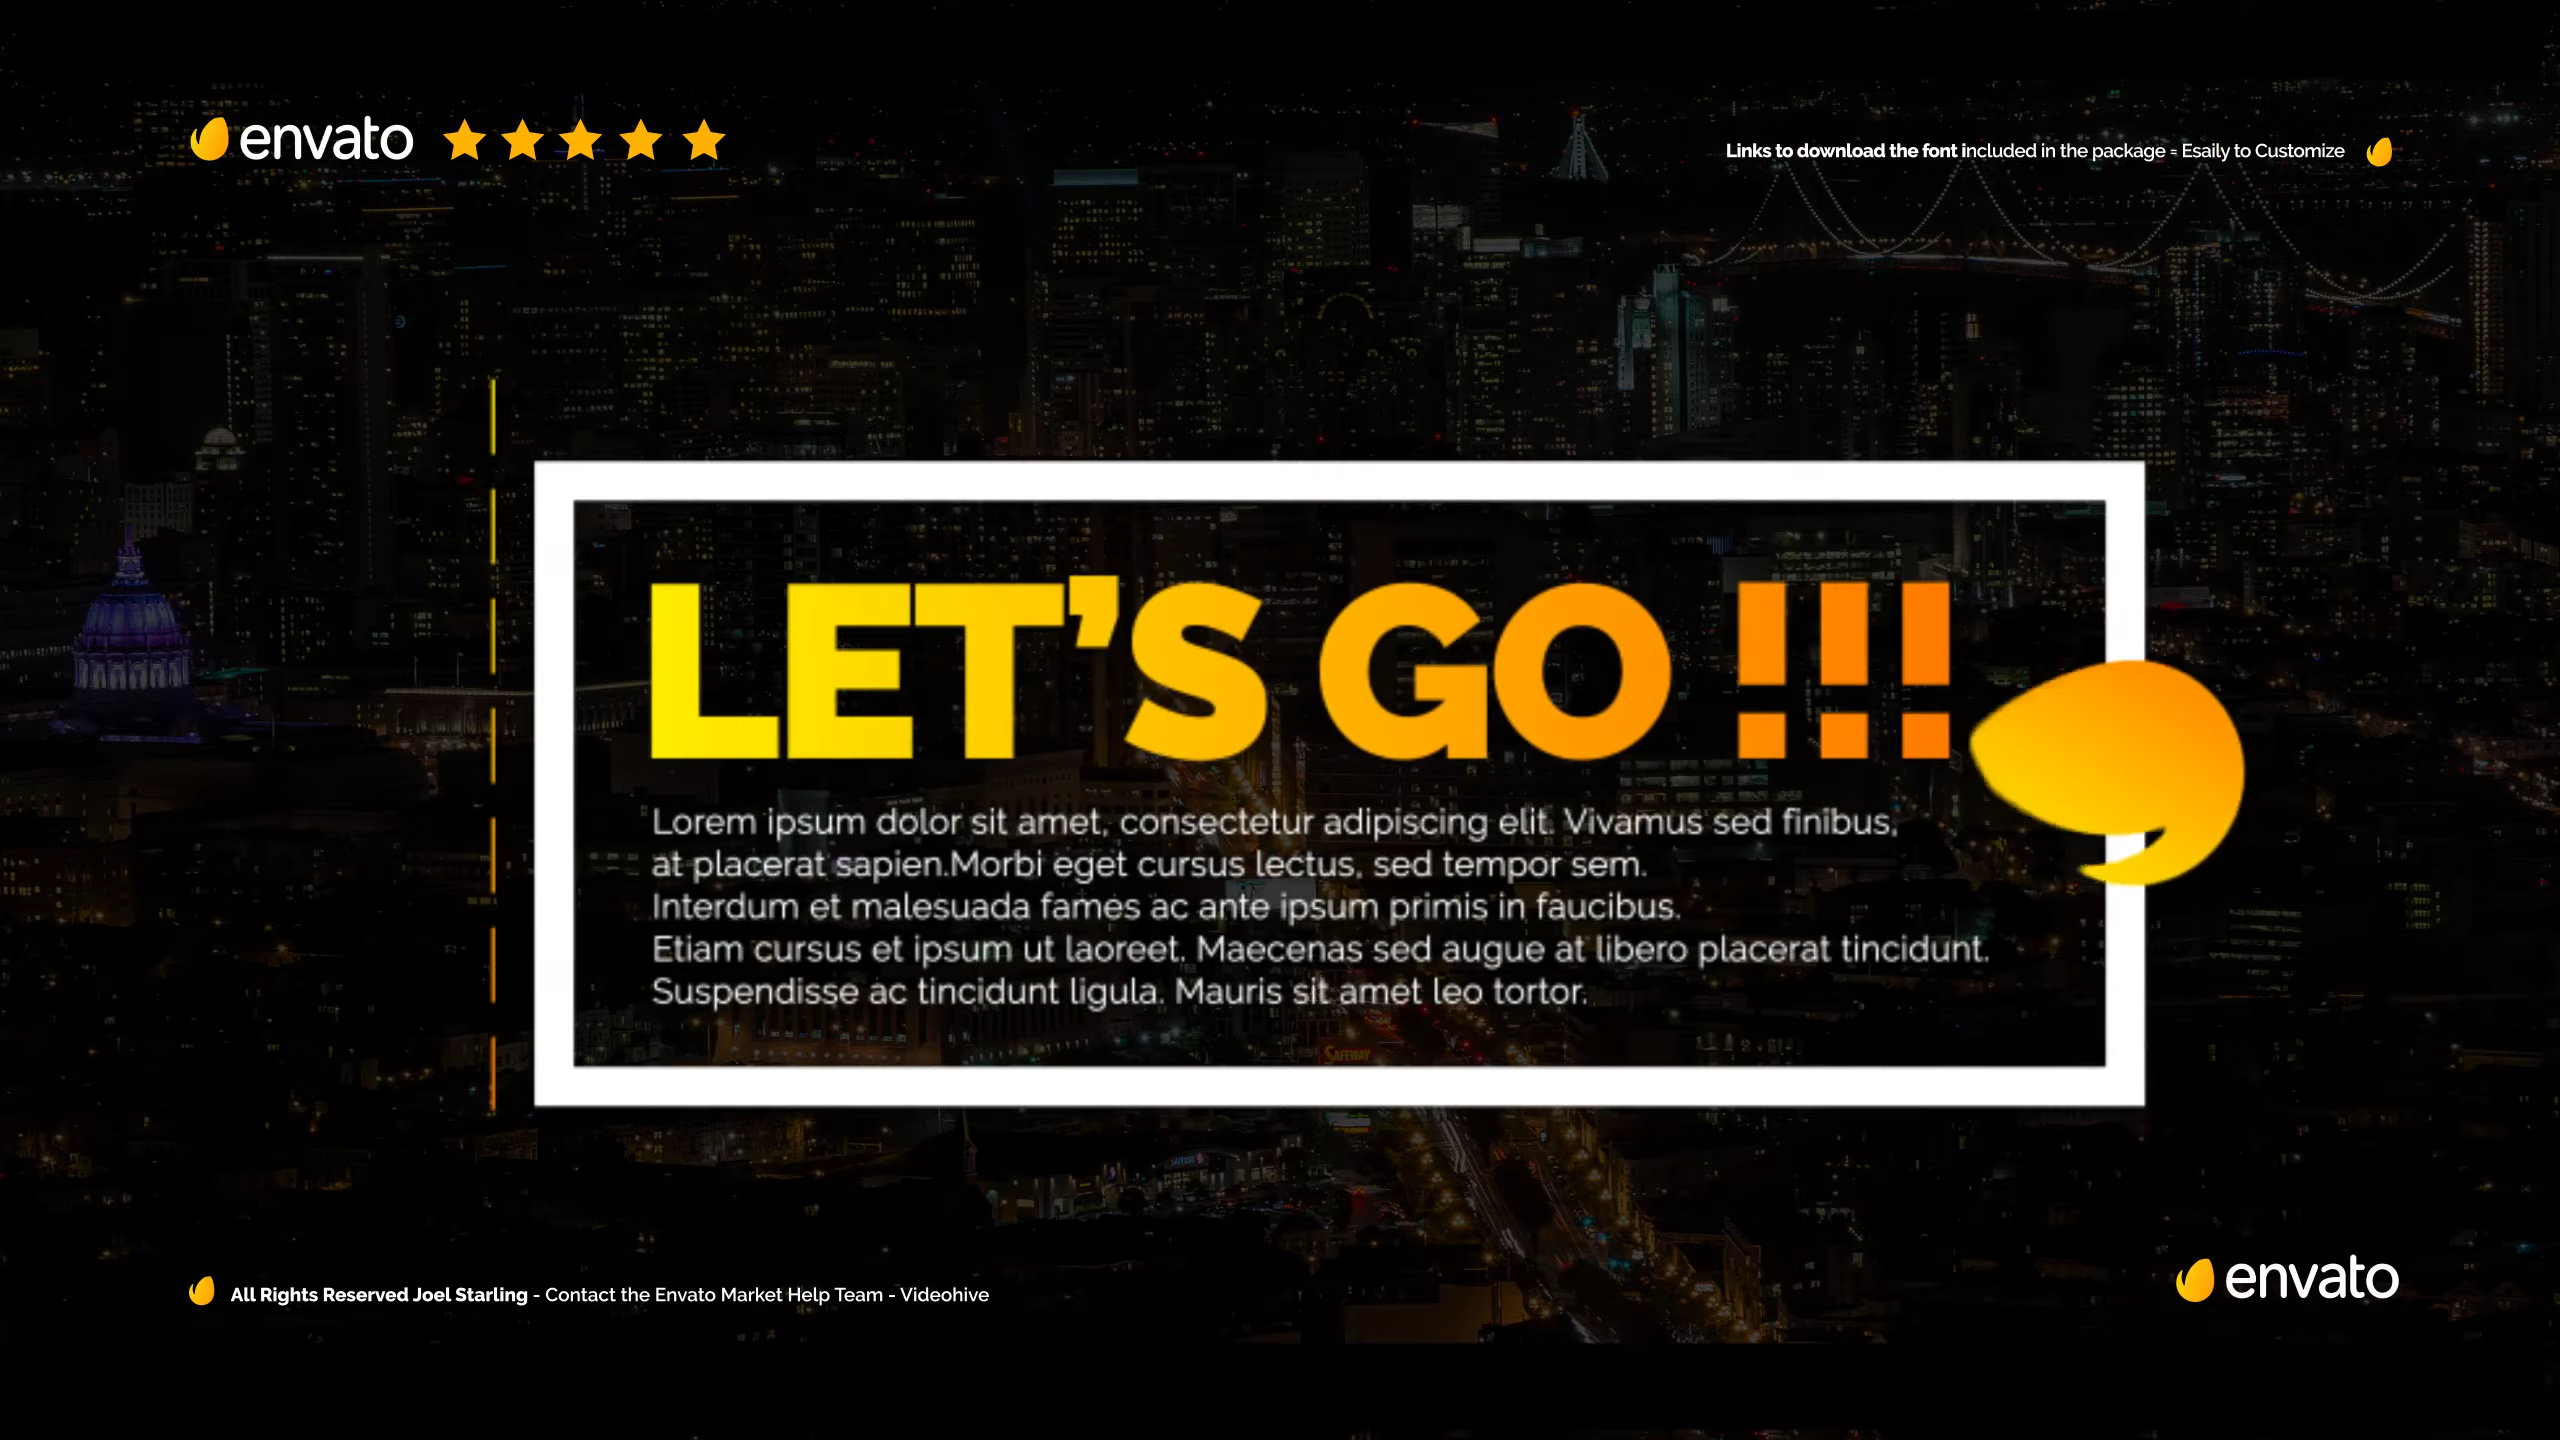 envato
Links to download the font included in the package = Esaily to Customize
LET'S GO !!!
Lorem ipsum dolor sit amet, consectetur adipiscing elit. Vivamus sed finibus,
at placerat sapien.Morbi eget cursus lectus, sed tempor sem.
Interdum et malesuada fames ac ante ipsum primis in faucibus.
Etiam cursus et ipsum ut laoreet. Maecenas sed augue at libero placerat tincidunt.
Suspendisse ac tincidunt ligula. Mauris sit amet leo tortor.
SAFEWAY
All Rights Reserved Joel Starling - Contact the Envato Market Help Team - Videohive
envato